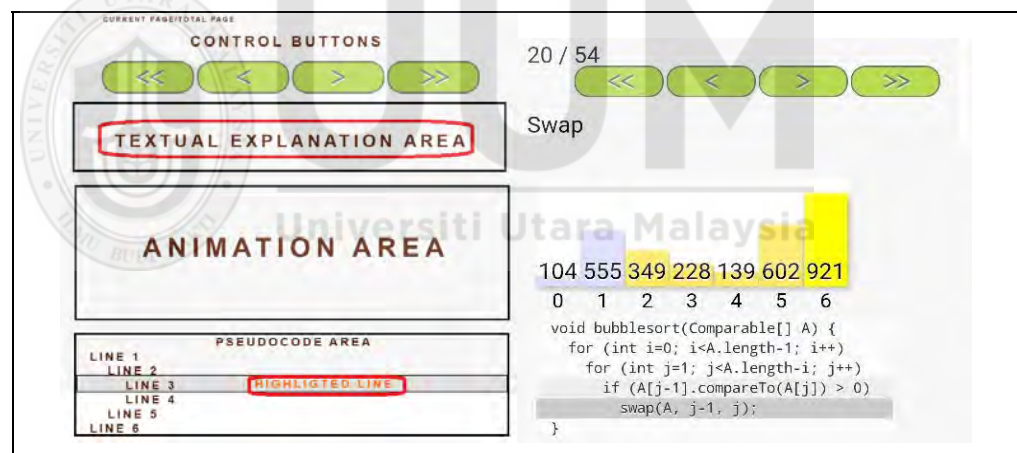 CURRENT PAGE/TOTAL PAGE
CONTROL BUTTONS
<< < > >>
TEXTUAL EXPLANATION AREA
ANIMATION AREA
PSEUDOCODE AREA
LINE 1
LINE 2
LINE 3 HIGHLIGTED LINE
LINE 4
LINE 5
LINE 6
20 / 54
<< < > >>
Swap
104 555 349 228 139 602 921
0 1 2 3 4 5 6
void bubblesort(Comparable[] A) {
for (int i=0; i<A.length-1; i++)
for (int j=1; j<A.length-i; j++)
if (A[j-1].compareTo(A[j]) > 0)
swap(A, j-1, j);
}
UUM
Universiti Utara Malaysia